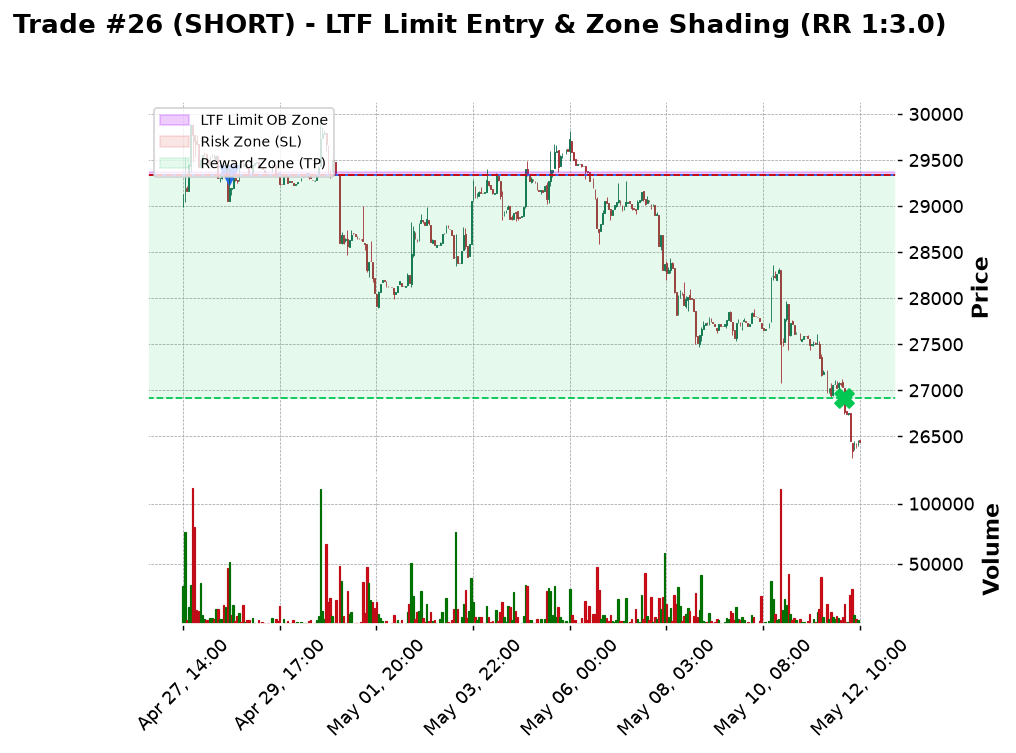 Trade #26 (SHORT) - LTF Limit Entry & Zone Shading (RR 1:3.0)
LTF Limit OB Zone
Risk Zone (SL)
Reward Zone (TP)
30000
29500
29000
28500
28000
27500
27000
26500
Price
100000
50000
Volume
Apr 27, 14:00
Apr 29, 17:00
May 01, 20:00
May 03, 22:00
May 06, 00:00
May 08, 03:00
May 10, 08:00
May 12, 10:00